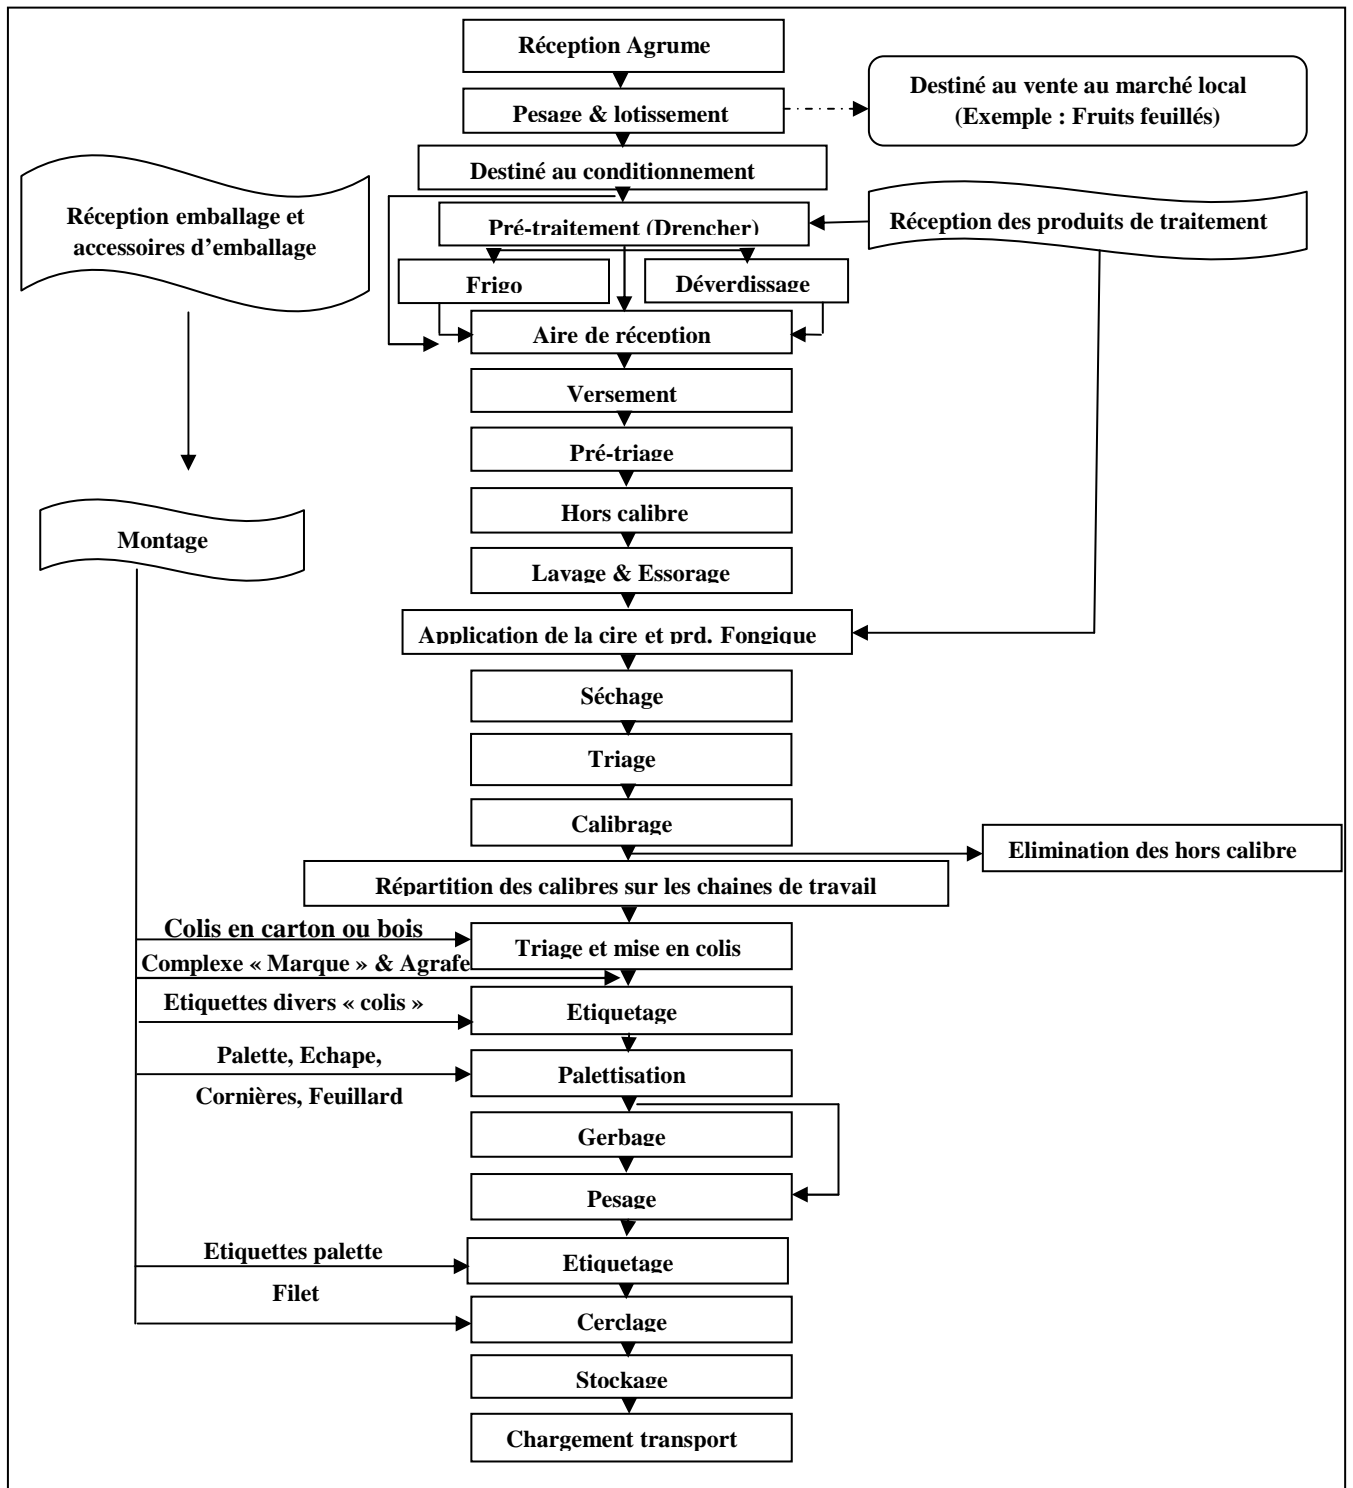 Réception Agrume
Pesage & lotissement
Destiné au vente au marché local
(Exemple : Fruits feuillés)
Destiné au conditionnement
Réception emballage et
accessoires d’emballage
Pré-traitement (Drencher)
Réception des produits de traitement
Frigo
Déverdissage
Aire de réception
Versement
Pré-triage
Hors calibre
Montage
Lavage & Essorage
Application de la cire et prd. Fongique
Séchage
Triage
Calibrage
Elimination des hors calibre
Répartition des calibres sur les chaines de travail
Colis en carton ou bois
Triage et mise en colis
Complexe « Marque » & Agrafe
Etiquettes divers « colis »
Etiquetage
Palette, Echape,
Cornières, Feuillard
Palettisation
Gerbage
Pesage
Etiquettes palette
Etiquetage
Filet
Cerclage
Stockage
Chargement transport